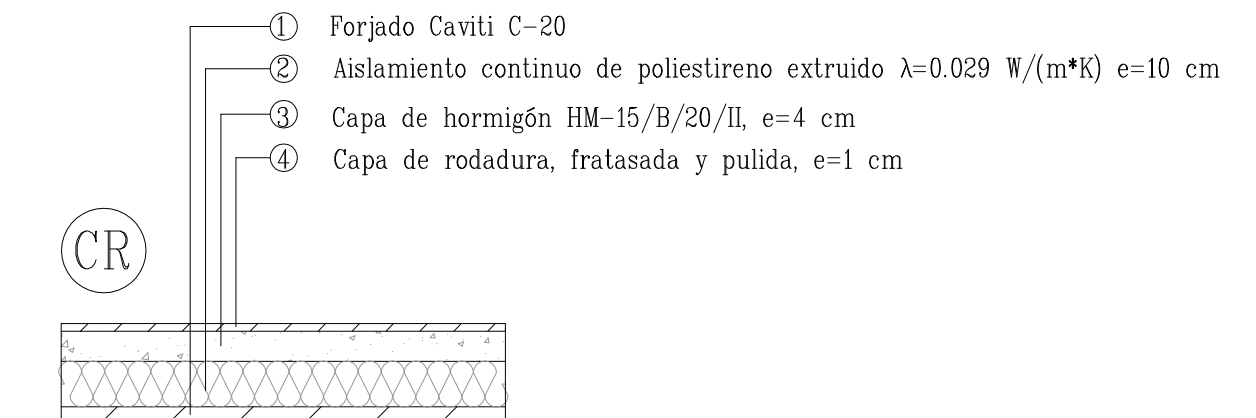 ① Forjado Caviti C-20
② Aislamiento continuo de poliestireno extruido λ=0.029 W/(m*K) e=10 cm
③ Capa de hormigón HM-15/B/20/II, e=4 cm
④ Capa de rodadura, fratasada y pulida, e=1 cm
CR